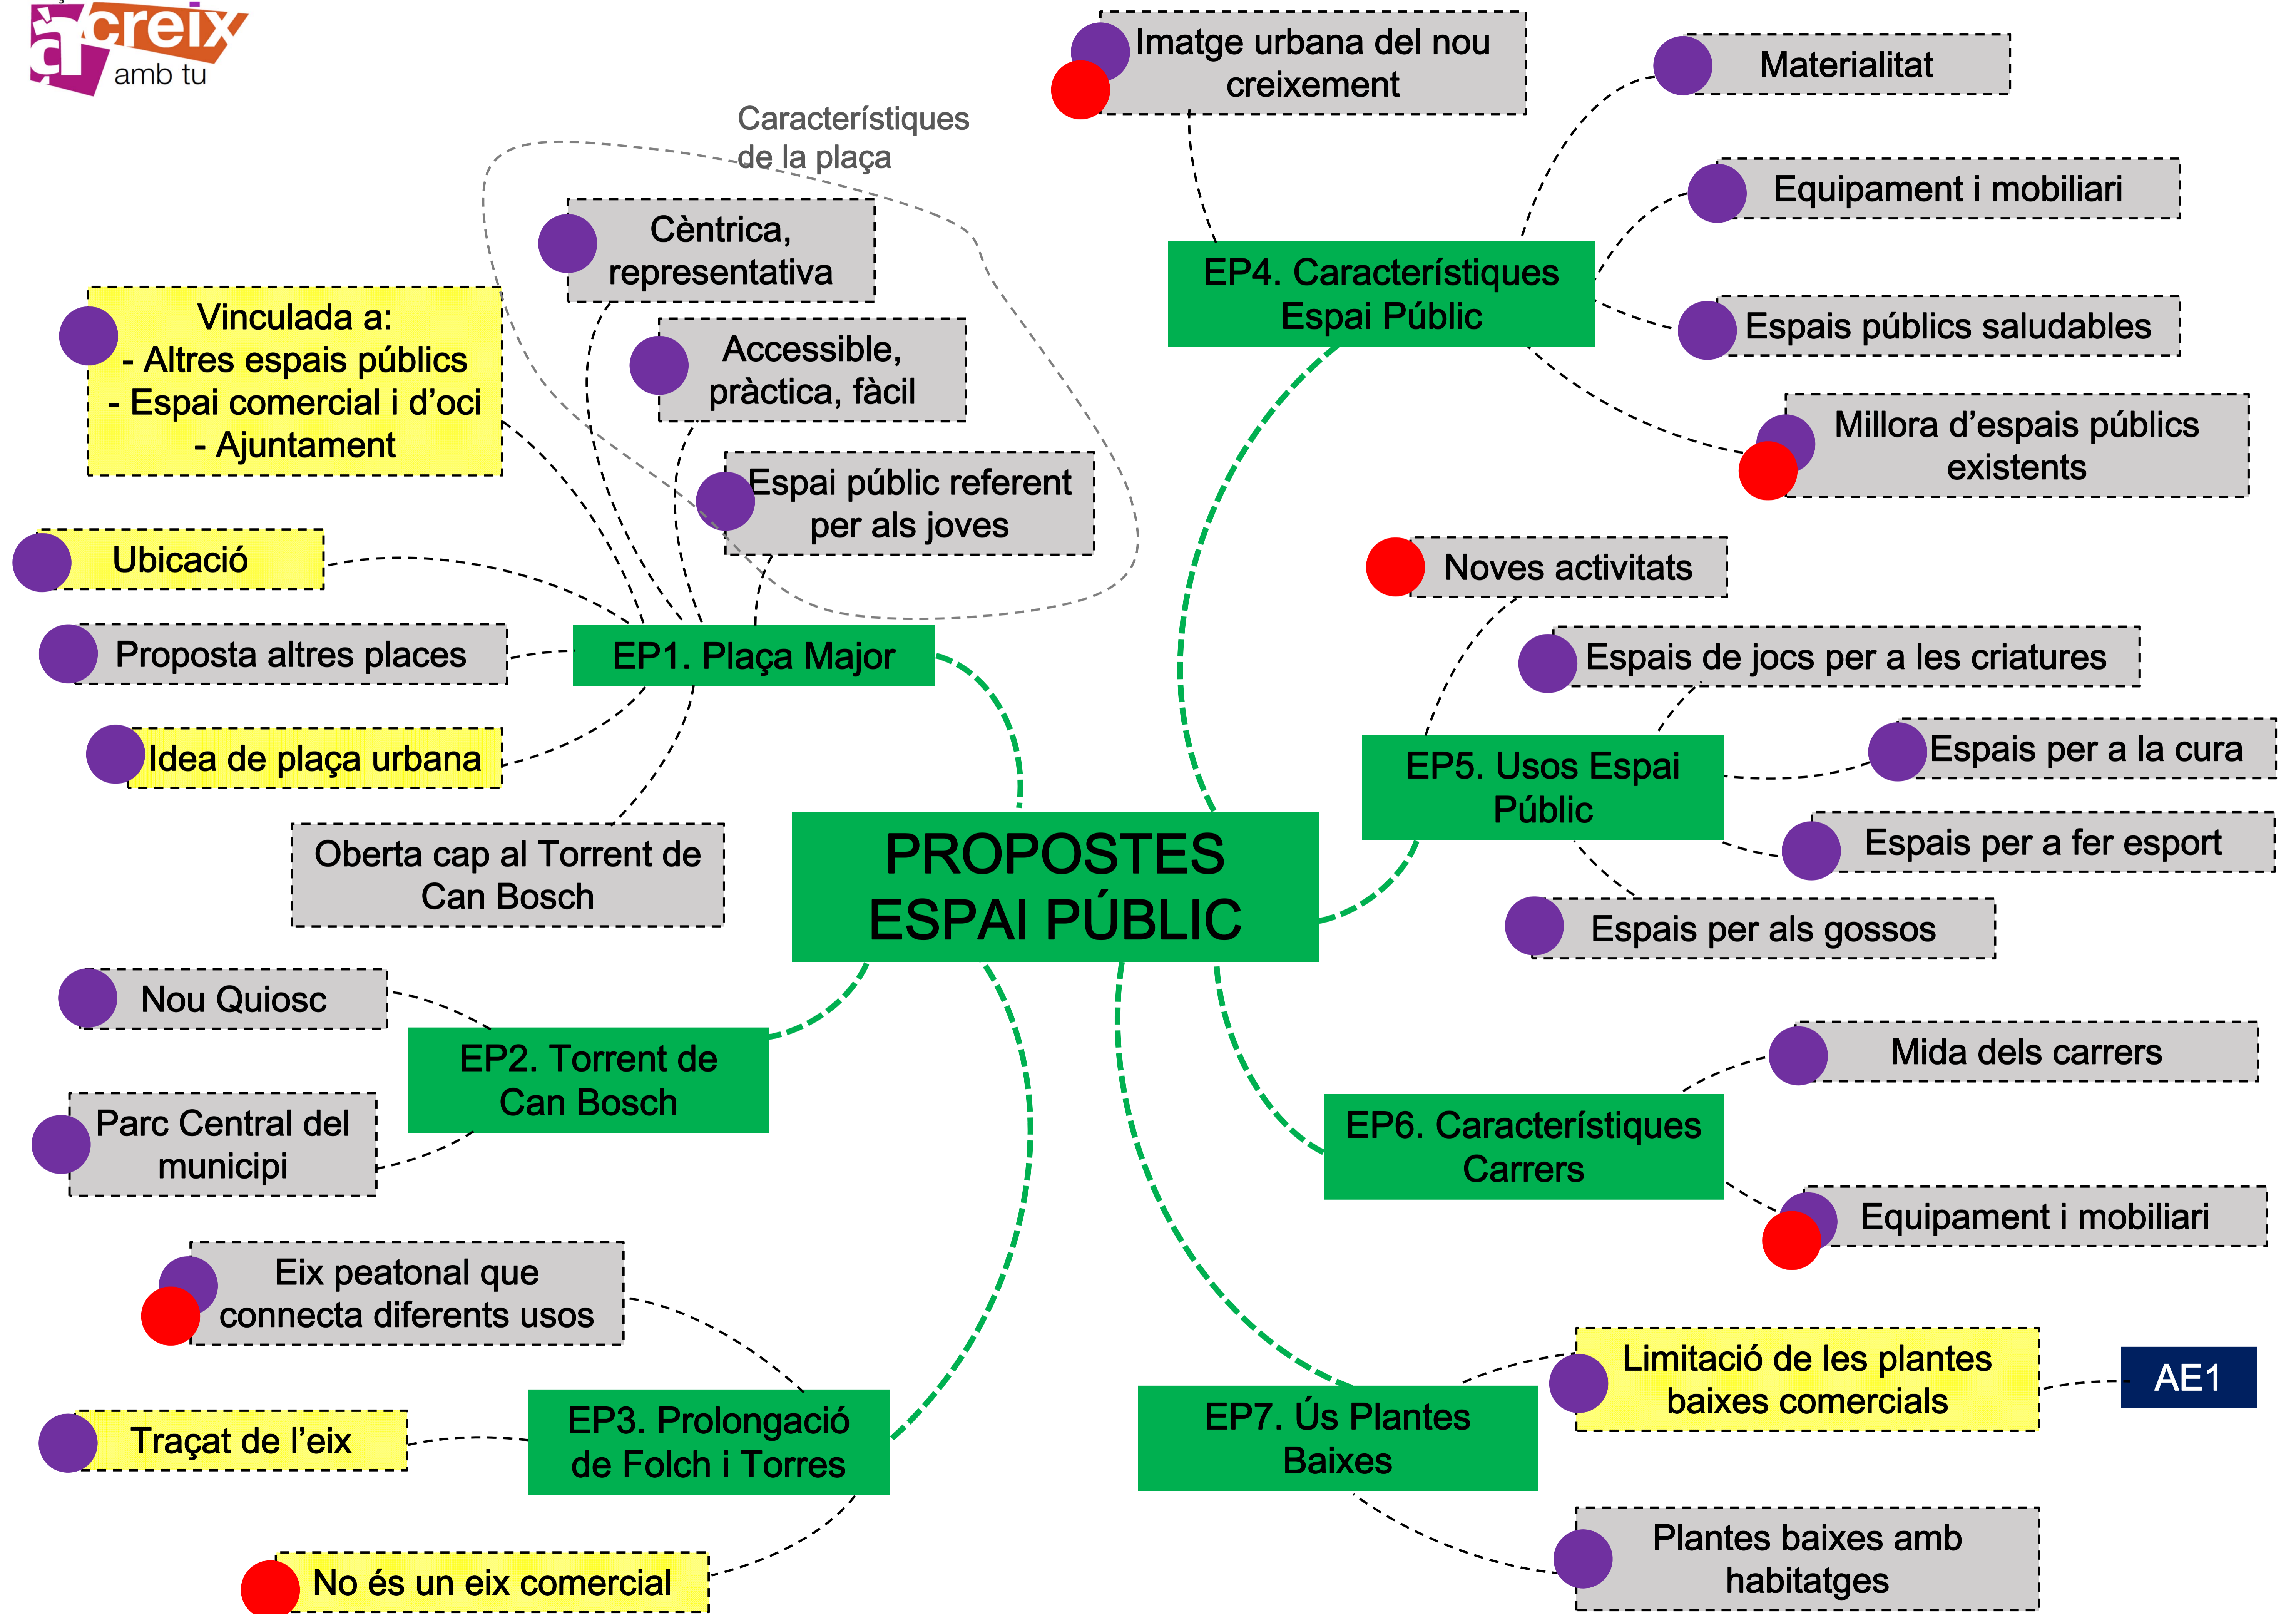 creix
amb tu
Característiques
de la plaça
Cèntrica,
representativa
Accessible,
pràctica, fàcil
Espai públic referent
per als joves
Vinculada a:
- Altres espais públics
- Espai comercial i d’oci
- Ajuntament
Ubicació
Proposta altres places
Idea de plaça urbana
Oberta cap al Torrent de
Can Bosch
EP1. Plaça Major
Nou Quiosc
EP2. Torrent de
Can Bosch
Parc Central del
municipi
Eix peatonal que
connecta diferents usos
Traçat de l’eix
EP3. Prolongació
de Folch i Torres
No és un eix comercial
PROPOSTES
ESPAI PÚBLIC
Imatge urbana del nou
creixement
Materialitat
Equipament i mobiliari
EP4. Característiques
Espai Públic
Espais públics saludables
Millora d’espais públics
existents
Noves activitats
Espais de jocs per a les criatures
Espais per a la cura
EP5. Usos Espai
Públic
Espais per a fer esport
Espais per als gossos
Mida dels carrers
EP6. Característiques
Carrers
Equipament i mobiliari
Limitació de les plantes
baixes comercials
AE1
EP7. Ús Plantes
Baixes
Plantes baixes amb
habitatges